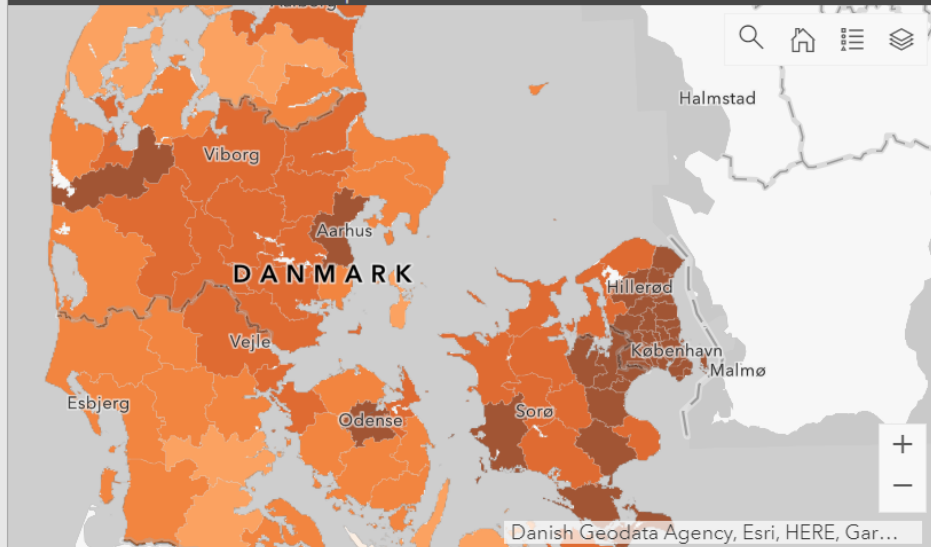 Halmstad
Viborg
Aarhus
DANMARK
Hillerød
Vejle
København
Malmø
Esbjerg
Odense
Sorø
Danish Geodata Agency, Esri, HERE, Gar...